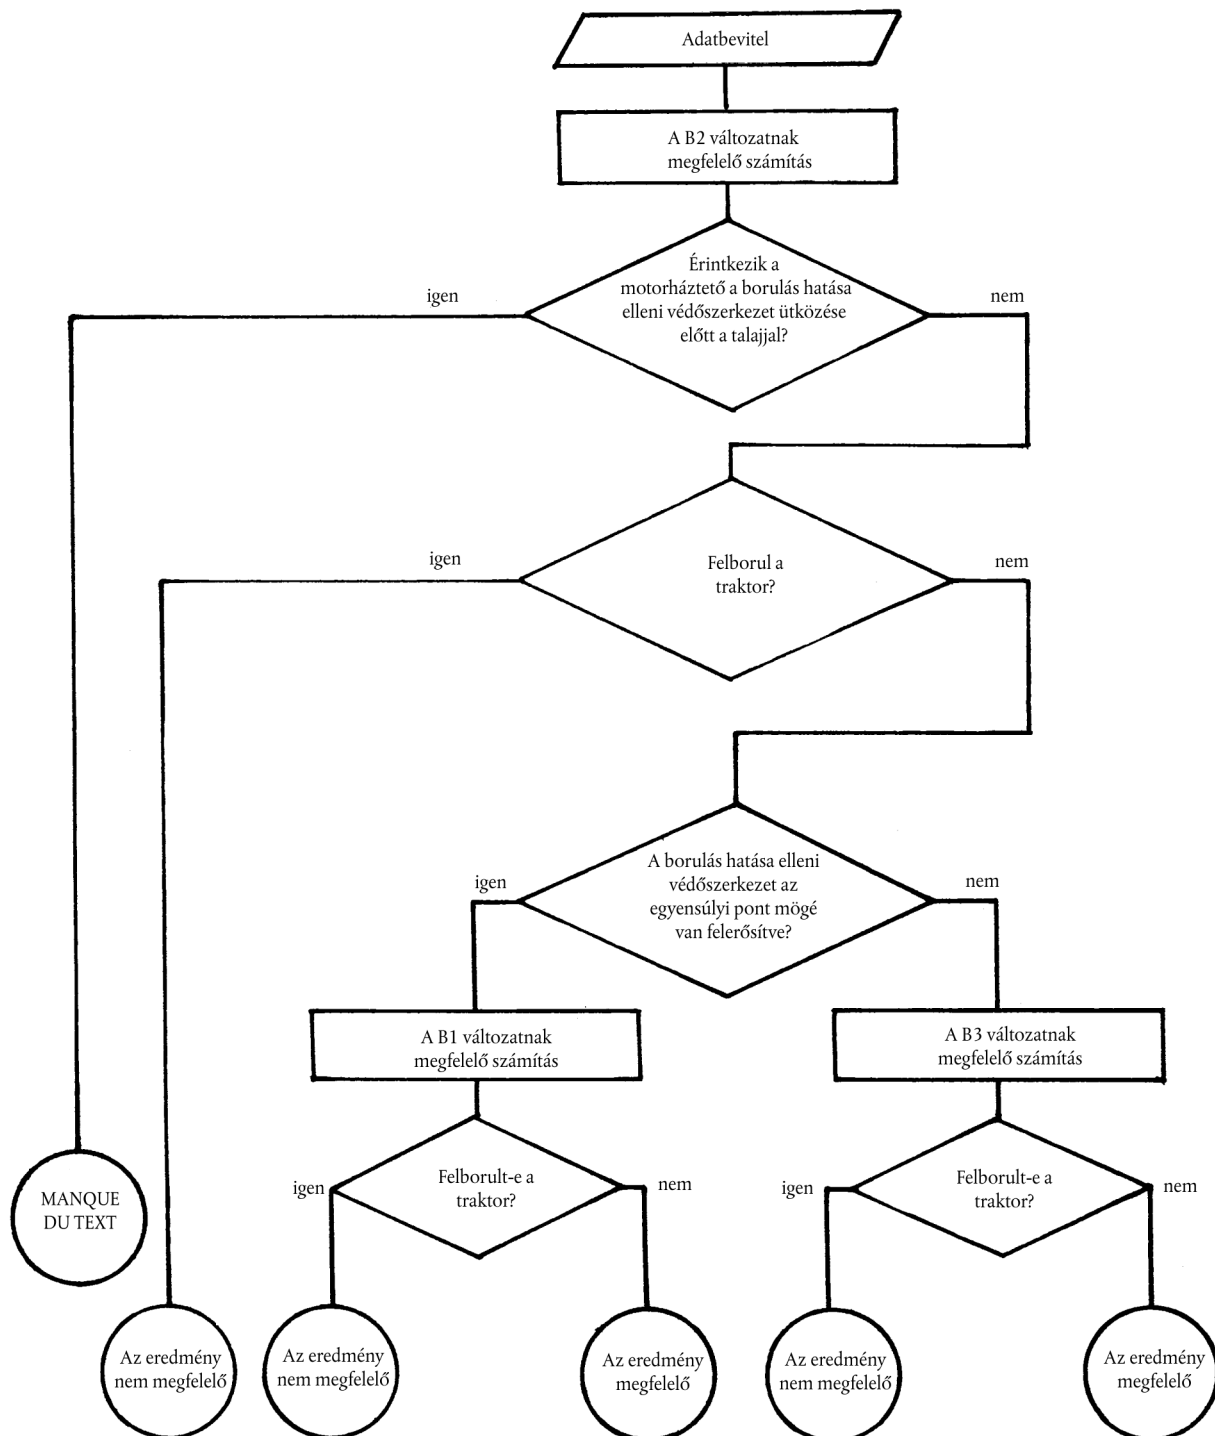 Adatbevitel
A B2 változatnak
megfelelő számítás
Érintkezik a
motorháztető a borulás hatása
elleni védőszerkezet ütközése
előtt a talajjal?
igen
nem
Felborul a
traktor?
igen
nem
A borulás hatása elleni
védőszerkezet az
egyensúlyi pont mögé
van felerősítve?
igen
nem
A B1 változatnak
megfelelő számítás
A B3 változatnak
megfelelő számítás
Felborult-e a
traktor?
igen
nem
Felborult-e a
traktor?
igen
nem
MANQUE
DU TEXT
Az eredmény
nem megfelelő
Az eredmény
nem megfelelő
Az eredmény
megfelelő
Az eredmény
nem megfelelő
Az eredmény
megfelelő